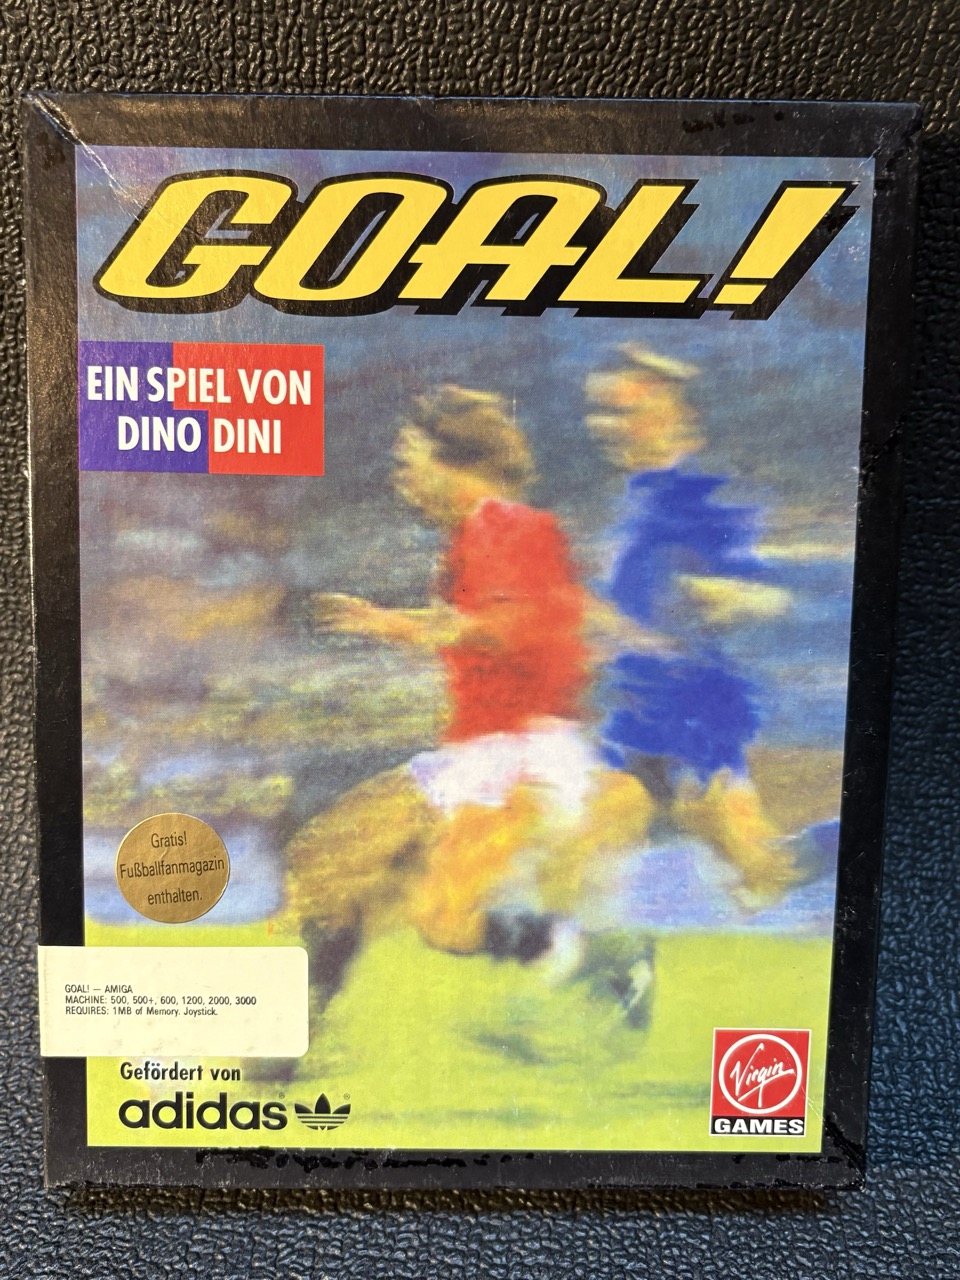 GOAL!
EIN SPIEL VON
DINO DINI
Gratis!
Fußballfanmagazin
enthalten.
GOAL! — AMIGA
MACHINE: 500, 500+, 600, 1200, 2000, 3000
REQUIRES: 1MB of Memory. Joystick.
Gefördert von
adidas®
Virgin
GAMES